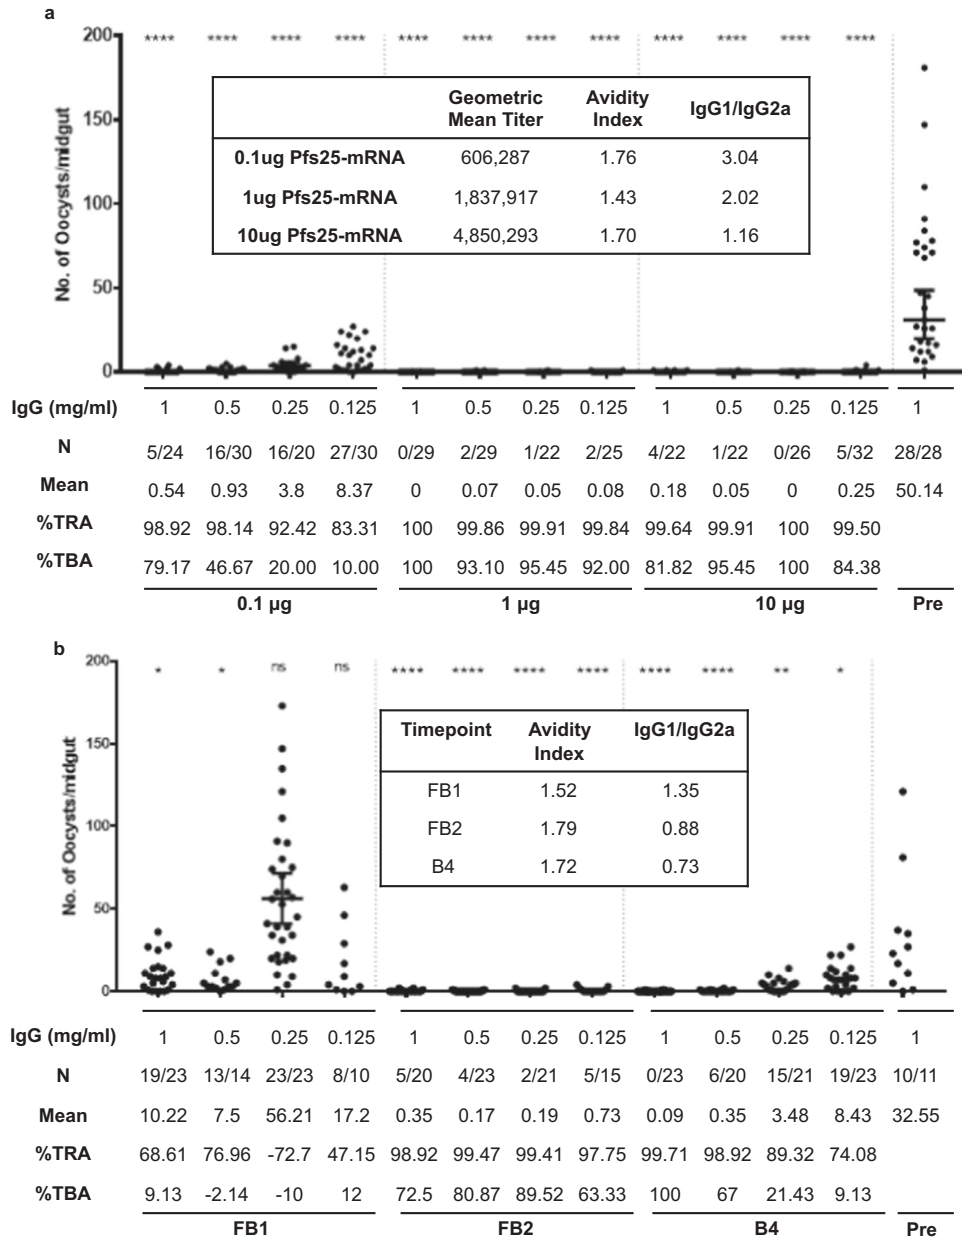 a
200
**** **** **** **** **** **** **** **** **** **** **** ****
Geometric Mean Titer Avidity Index IgG1/IgG2a
0.1ug Pfs25-mRNA 606,287 1.76 3.04
1ug Pfs25-mRNA 1,837,917 1.43 2.02
10ug Pfs25-mRNA 4,850,293 1.70 1.16
150
100
50
0
No. of Oocysts/midgut
IgG (mg/ml) 1 0.5 0.25 0.125 1 0.5 0.25 0.125 1 0.5 0.25 0.125 1
N 5/24 16/30 16/20 27/30 0/29 2/29 1/22 2/25 4/22 1/22 0/26 5/32 28/28
Mean 0.54 0.93 3.8 8.37 0 0.07 0.05 0.08 0.18 0.05 0 0.25 50.14
%TRA 98.92 98.14 92.42 83.31 100 99.86 99.91 99.84 99.64 99.91 100 99.50
%TBA 79.17 46.67 20.00 10.00 100 93.10 95.45 92.00 81.82 95.45 100 84.38
0.1 µg 1 µg 10 µg Pre
b
200
* * ns ns **** **** **** **** **** **** ** *
Timepoint Avidity Index IgG1/IgG2a
FB1 1.52 1.35
FB2 1.79 0.88
B4 1.72 0.73
150
100
50
0
No. of Oocysts/midgut
IgG (mg/ml) 1 0.5 0.25 0.125 1 0.5 0.25 0.125 1 0.5 0.25 0.125 1
N 19/23 13/14 23/23 8/10 5/20 4/23 2/21 5/15 0/23 6/20 15/21 19/23 10/11
Mean 10.22 7.5 56.21 17.2 0.35 0.17 0.19 0.73 0.09 0.35 3.48 8.43 32.55
%TRA 68.61 76.96 -72.7 47.15 98.92 99.47 99.41 97.75 99.71 98.92 89.32 74.08
%TBA 9.13 -2.14 -10 12 72.5 80.87 89.52 63.33 100 67 21.43 9.13
FB1 FB2 B4 Pre